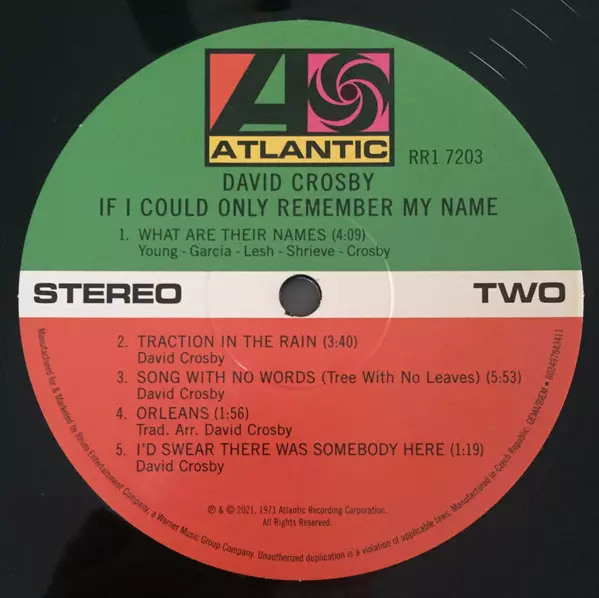 ATLANTIC
RR1 7203
DAVID CROSBY
IF I COULD ONLY REMEMBER MY NAME
1. WHAT ARE THEIR NAMES (4:09)
Young - Garcia - Lesh - Shrieve - Crosby
STEREO
TWO
2. TRACTION IN THE RAIN (3:40)
David Crosby
3. SONG WITH NO WORDS (Tree With No Leaves) (5:53)
David Crosby
4. ORLEANS (1:56)
Trad. Arr. David Crosby
5. I'D SWEAR THERE WAS SOMEBODY HERE (1:19)
David Crosby
℗ & © 2021, 1971 Atlantic Recording Corporation.
All Rights Reserved.
Manufactured for & Marketed by Rhino Entertainment Company, a Warner Music Group Company. Unauthorized duplication is a violation of applicable laws. Manufactured in Czech Republic. GEMA/BIEM • 603497843411